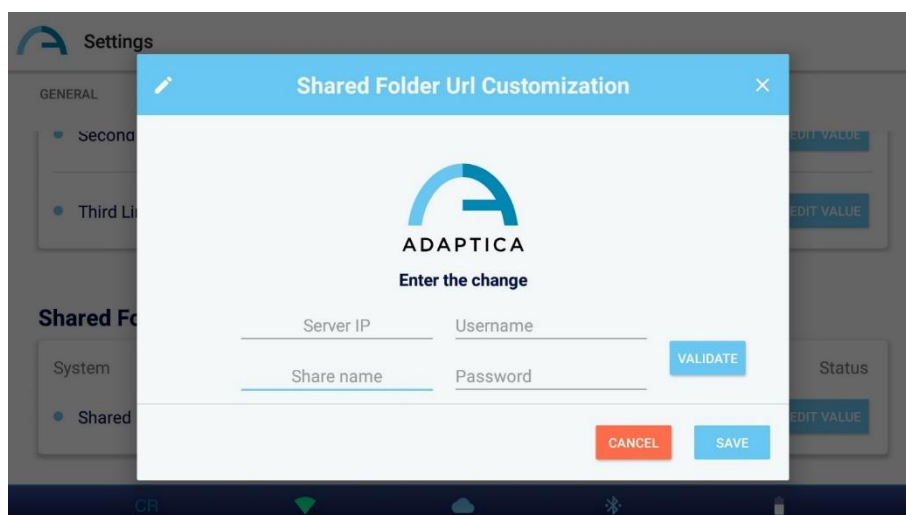 Settings
Shared Folder Url Customization
GENERAL
Second
EDIT VALUE
Third Li
EDIT VALUE
ADAPTICA
Enter the change
Shared Fo
Server IP
Username
VALIDATE
System
Share name
Password
Status
Shared
EDIT VALUE
CANCEL
SAVE
CR